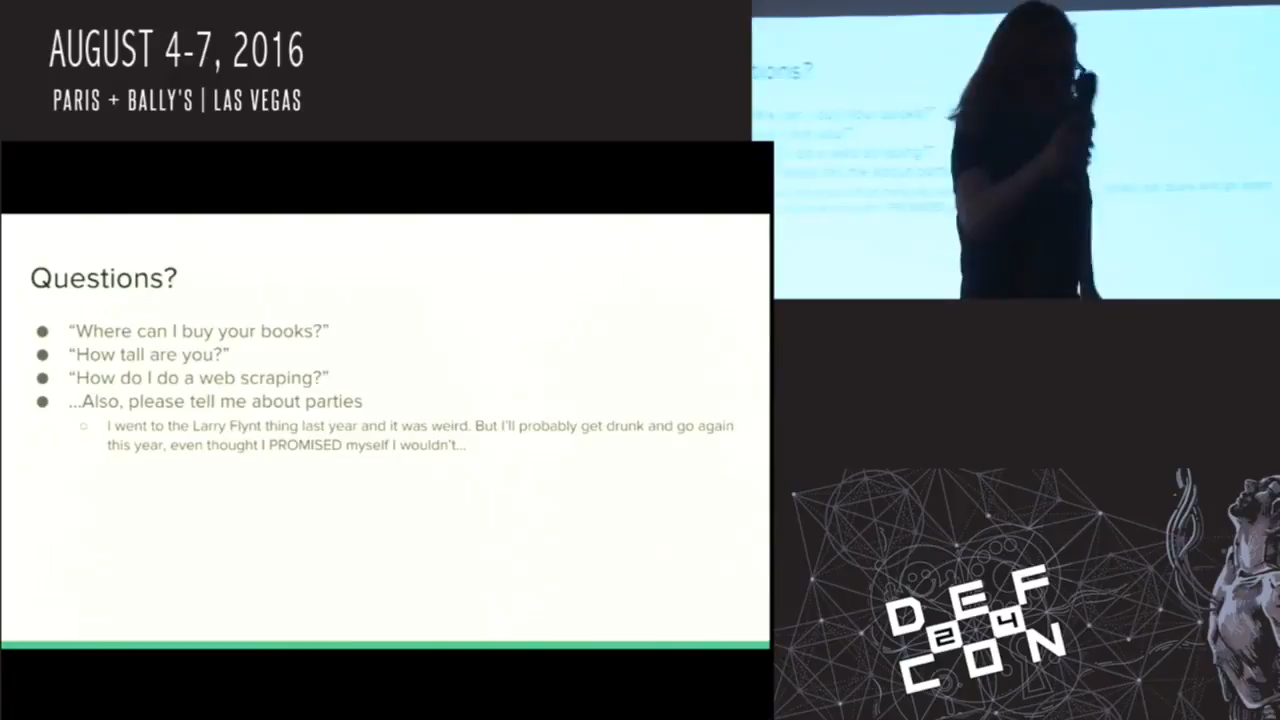 AUGUST 4-7, 2016
PARIS + BALLY'S | LAS VEGAS
Questions?
“Where can I buy your books?”
“How tall are you?”
“How do I do a web scraping?”
...Also, please tell me about parties
I went to the Larry Flynt thing last year and it was weird. But I'll probably get drunk and go again
this year, even thought I PROMISED myself I wouldn't...
DEF
24
CON